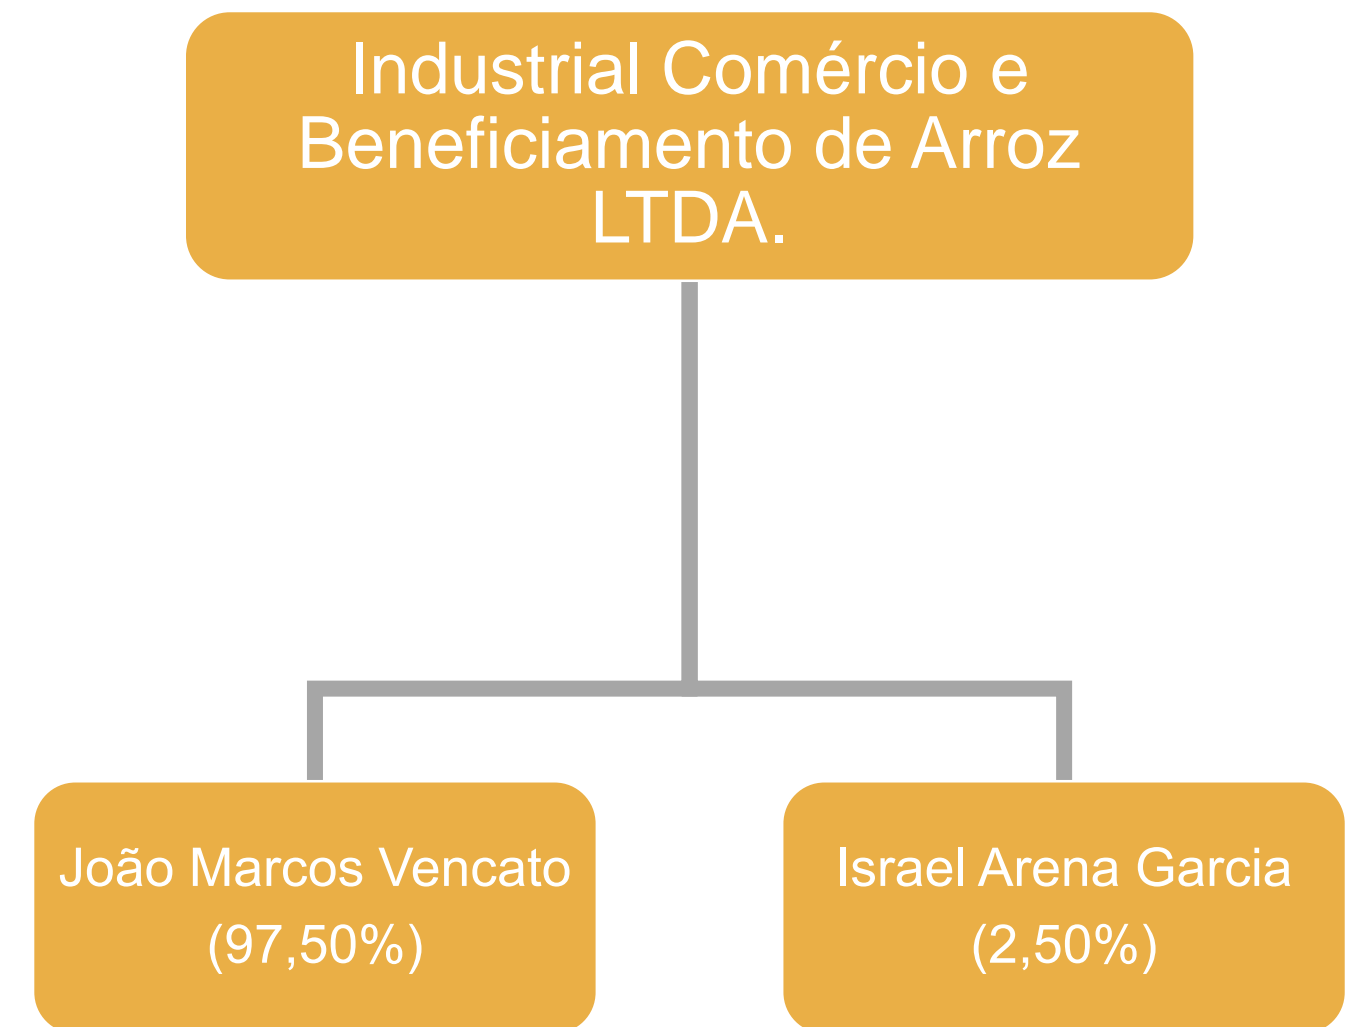 Industrial Comércio e
Beneficiamento de Arroz
LTDA.
João Marcos Vencato
(97,50%)
Israel Arena Garcia
(2,50%)